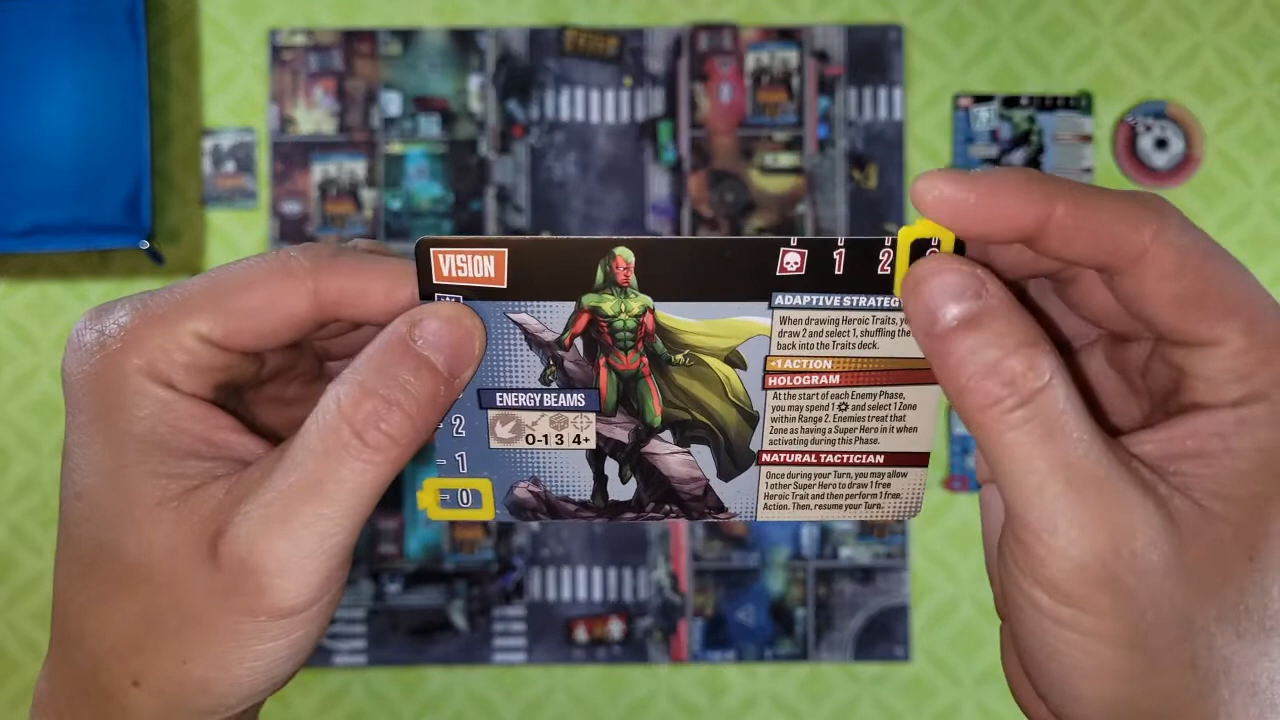 VISION
1 2
ADAPTIVE STRATEG
When drawing Heroic Traits, yo
draw 2 and select 1, shuffling the
back into the Traits deck.
+1 ACTION
HOLOGRAM
At the start of each Enemy Phase,
you may spend 1 and select 1 Zone
within Range 2. Enemies treat that
Zone as having a Super Hero in it when
activating during this Phase.
NATURAL TACTICIAN
Once during your Turn, you may allow
1 other Super Hero to draw 1 free
Heroic Trait and then perform 1 free
Action. Then, resume your Turn.
ENERGY BEAMS
0-1 3 4+
2
1
0